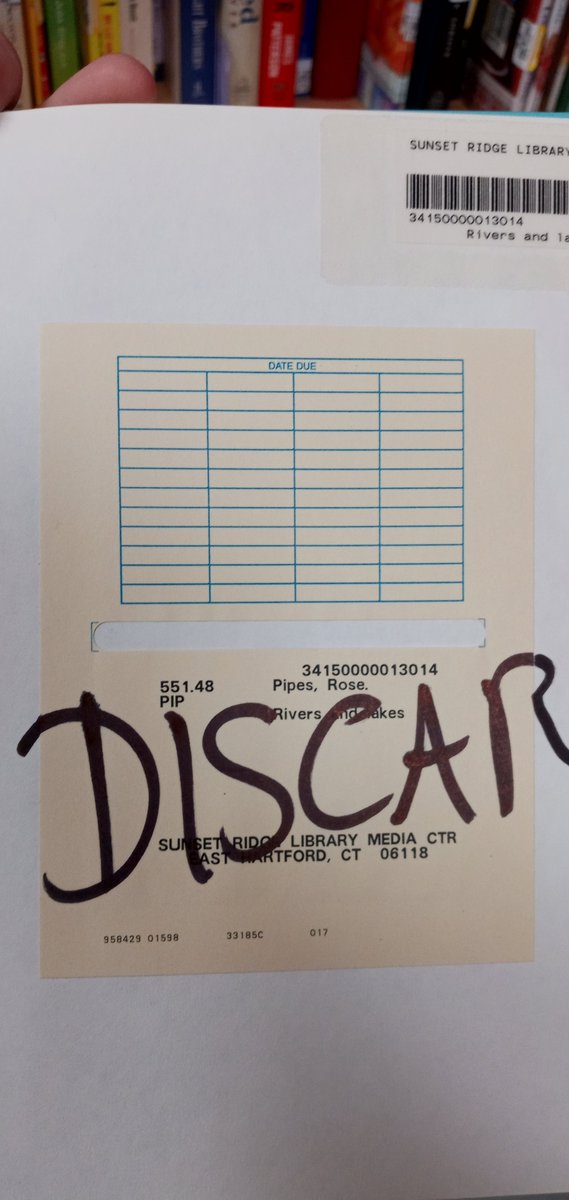 PATTERSON
SUNSET RIDGE LIBRARY
34150000013014
Rivers and la
DATE DUE
34150000013014
551.48 Pipes, Rose.
PIP
Rivers and lakes
DISCAR
SUNSET RIDGE LIBRARY MEDIA CTR
EAST HARTFORD, CT 06118
958429 01598 33185C 017